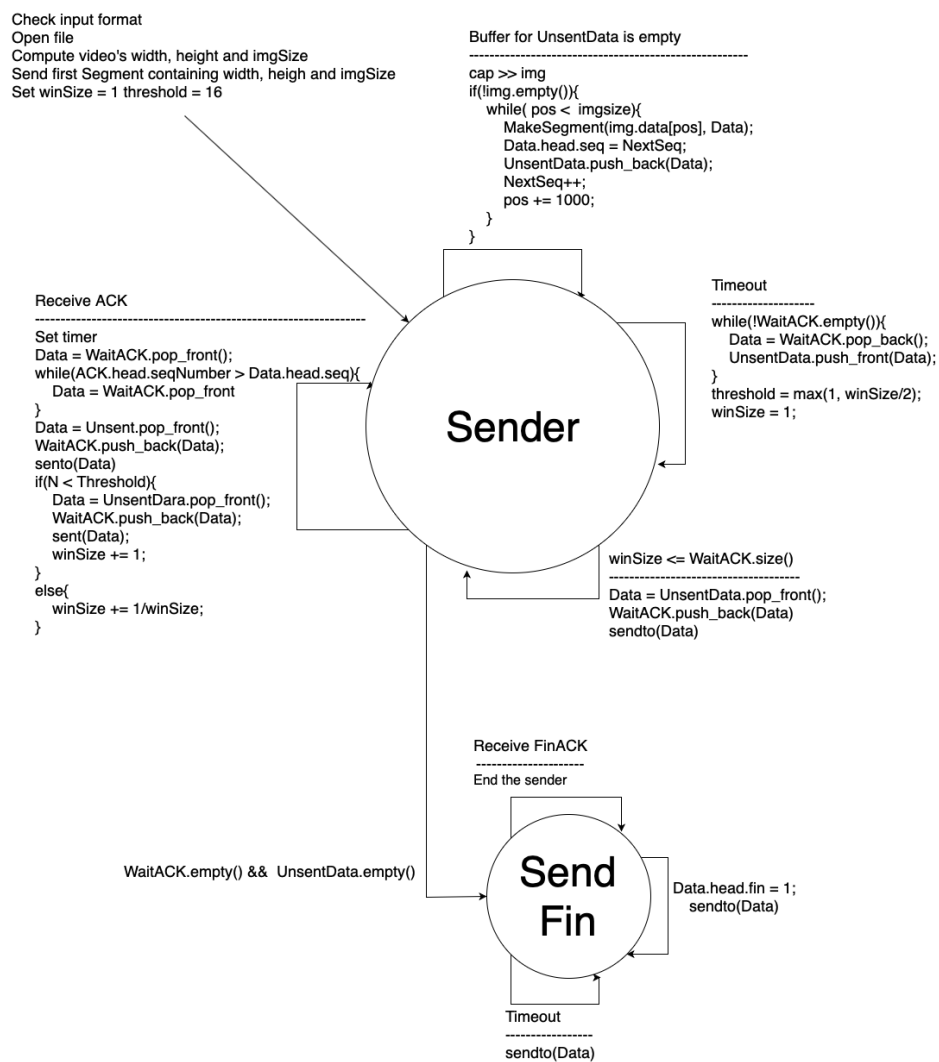 Check input format
Open file
Compute video's width, height and imgSize
Send first Segment containing width, heigh and imgSize
Set winSize = 1 threshold = 16
Buffer for UnsentData is empty
------------------------------------------------------
cap >> img
if(!img.empty()){
while( pos < imgsize){
MakeSegment(img.data[pos], Data);
Data.head.seq = NextSeq;
UnsentData.push_back(Data);
NextSeq++;
pos += 1000;
}
}
Receive ACK
----------------------------------------------------------------
Set timer
Data = WaitACK.pop_front();
while(ACK.head.seqNumber > Data.head.seq){
Data = WaitACK.pop_front
}
Data = Unsent.pop_front();
WaitACK.push_back(Data);
sento(Data)
if(N < Threshold){
Data = UnsentDara.pop_front();
WaitACK.push_back(Data);
sent(Data);
winSize += 1;
}
else{
winSize += 1/winSize;
}
Sender
Timeout
--------------------
while(!WaitACK.empty()){
Data = WaitACK.pop_back();
UnsentData.push_front(Data);
}
threshold = max(1, winSize/2);
winSize = 1;
winSize <= WaitACK.size()
-------------------------------------
Data = UnsentData.pop_front();
WaitACK.push_back(Data)
sendto(Data)
Receive FinACK
---------------------
End the sender
WaitACK.empty() && UnsentData.empty()
Send
Fin
Data.head.fin = 1;
sendto(Data)
Timeout
-----------------
sendto(Data)